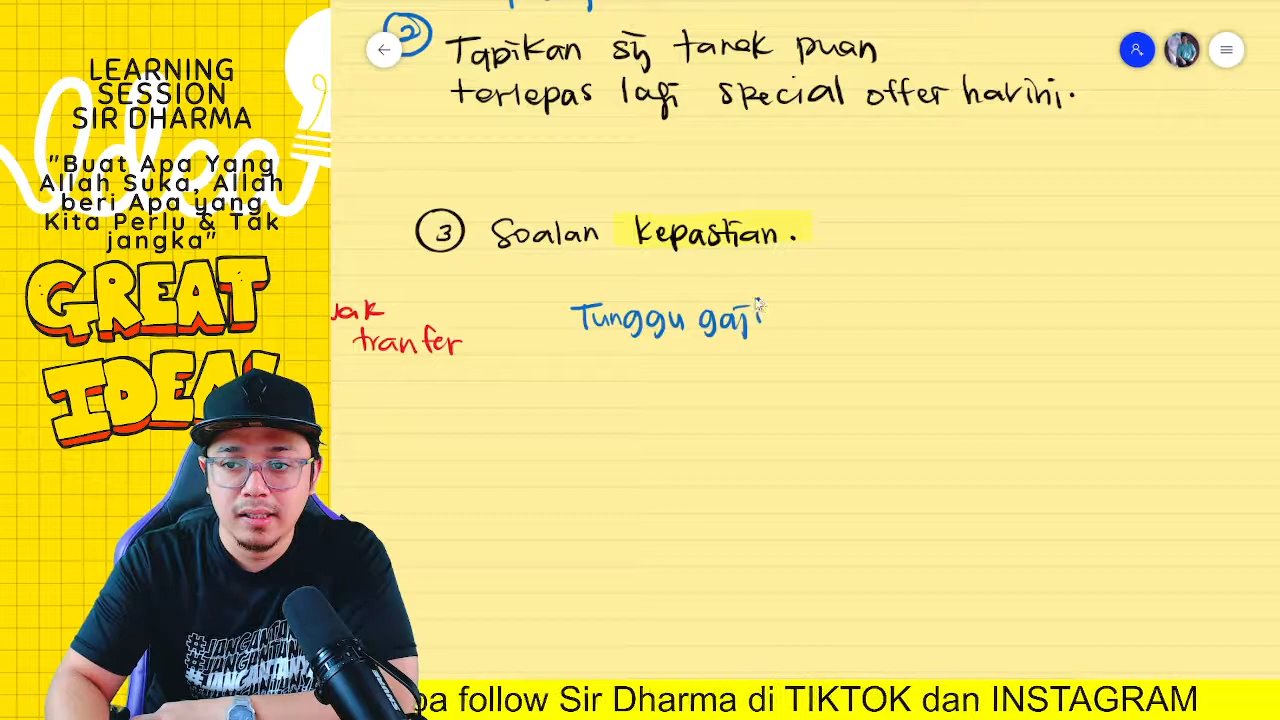 LEARNING
SESSION
SIR DHARMA
"Buat Apa Yang
Allah Suka, Allah
beri Apa yang
Kita Perlu & Tak
jangka"
GREAT
IDEA
2
Tapikan sy tanak puan
terlepas lagi special offer harini.
3 Soalan kepastian.
tranfer
Tunggu gaji
#JANGANTANY
follow Sir Dharma di TIKTOK dan INSTAGRAM